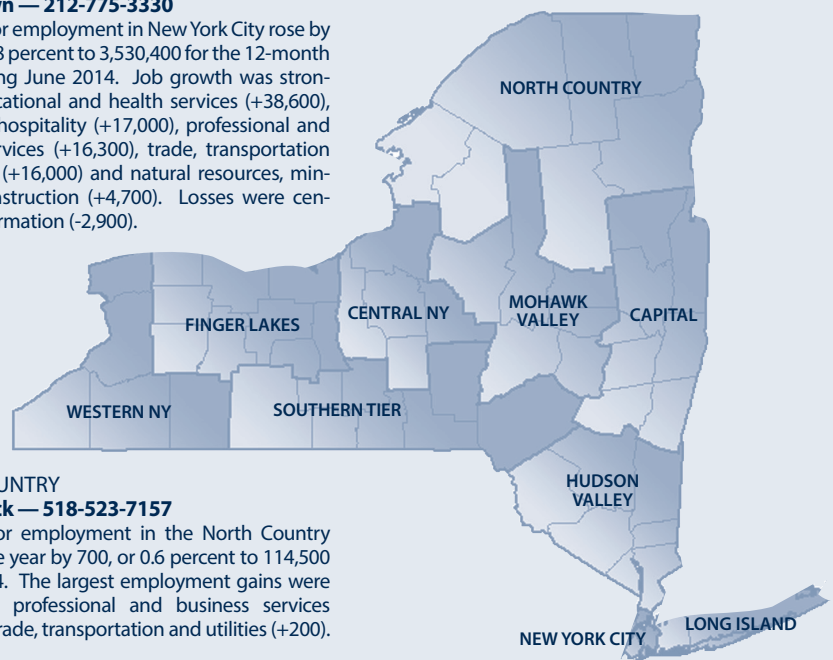 wn — 212-775-3330
or employment in New York City rose by
8 percent to 3,530,400 for the 12-month
ng June 2014. Job growth was stron-
cational and health services (+38,600),
hospitality (+17,000), professional and
rvices (+16,300), trade, transportation
(+16,000) and natural resources, min-
nstruction (+4,700). Losses were cen-
rmation (-2,900).
UNTRY
ck — 518-523-7157
or employment in the North Country
e year by 700, or 0.6 percent to 114,500
4. The largest employment gains were
professional and business services
rade, transportation and utilities (+200).
NORTH COUNTRY
FINGER LAKES
CENTRAL NY
MOHAWK
VALLEY
CAPITAL
WESTERN NY
SOUTHERN TIER
HUDSON
VALLEY
NEW YORK CITY
LONG ISLAND